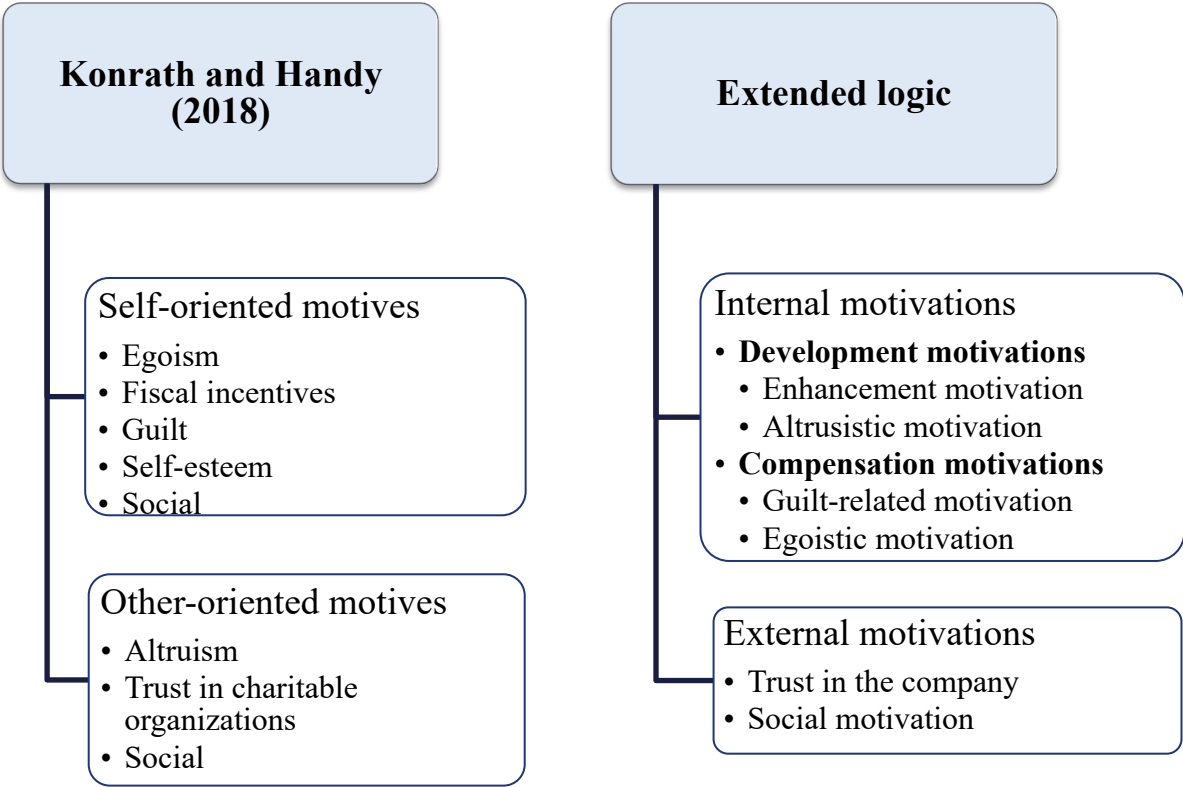 Konrath and Handy
(2018)
Self-oriented motives
• Egoism
• Fiscal incentives
• Guilt
• Self-esteem
• Social
Other-oriented motives
• Altruism
• Trust in charitable
organizations
• Social
Extended logic
Internal motivations
• Development motivations
• Enhancement motivation
• Altrusistic motivation
• Compensation motivations
• Guilt-related motivation
• Egoistic motivation
External motivations
• Trust in the company
• Social motivation